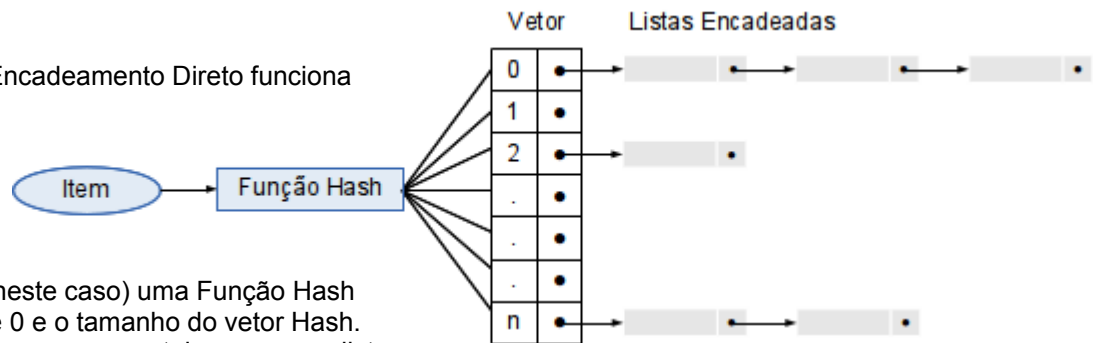 Vetor Listas Encadeadas
Encadeamento Direto funciona
0
1
2
Item Função Hash
.
.
.
n
neste caso) uma Função Hash
e 0 e o tamanho do vetor Hash.